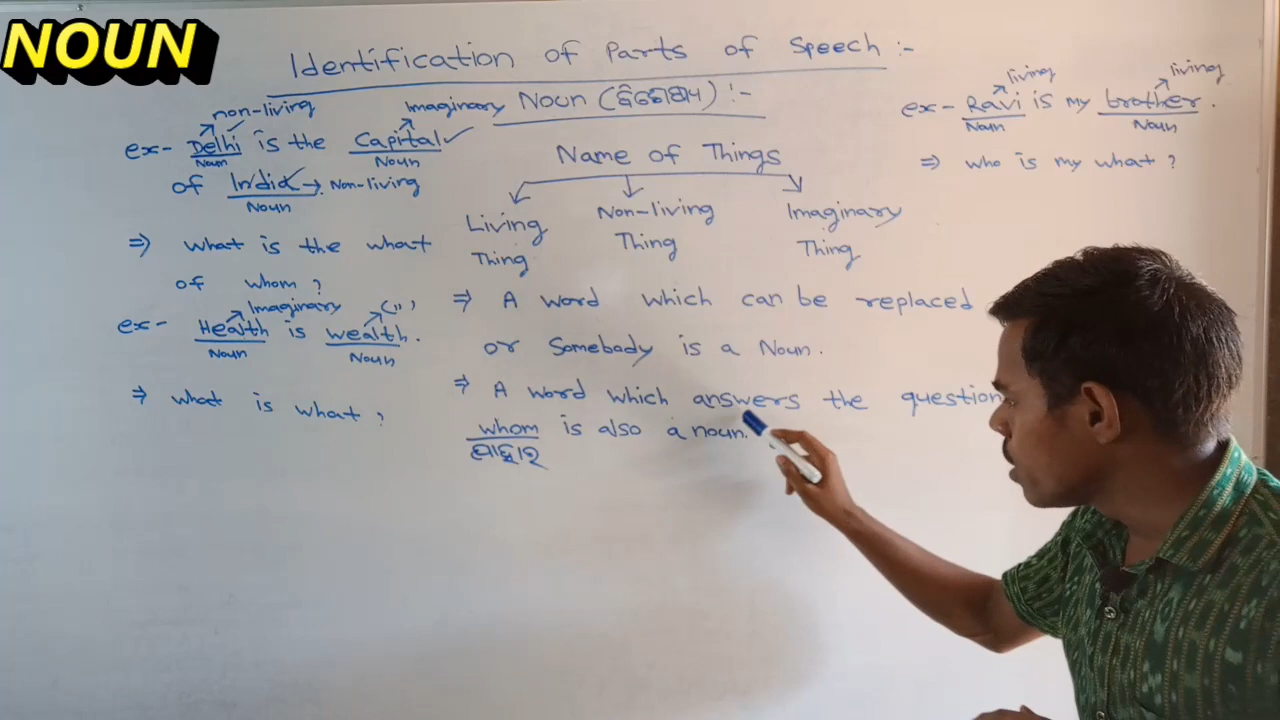 NOUN
Identification of Parts of Speech :-
Noun (ବିଶେଷ୍ୟ) :-
non-living
Imaginary
ex- Delhi is the Capital
Noun
Noun
of India → Non-living
Noun
⇒ what is the what
of whom ?
Imaginary
(")
ex- Health is wealth.
Noun
Noun
⇒ what is what ?
Name of Things
Living Thing
Non-living Thing
Imaginary Thing
⇒ A word which can be replaced
or Somebody is a Noun.
⇒ A word which answers the question
whom is also a noun.
ଯାହାର
living
living
ex- Ravi is my brother.
Noun
Noun
⇒ who is my what ?